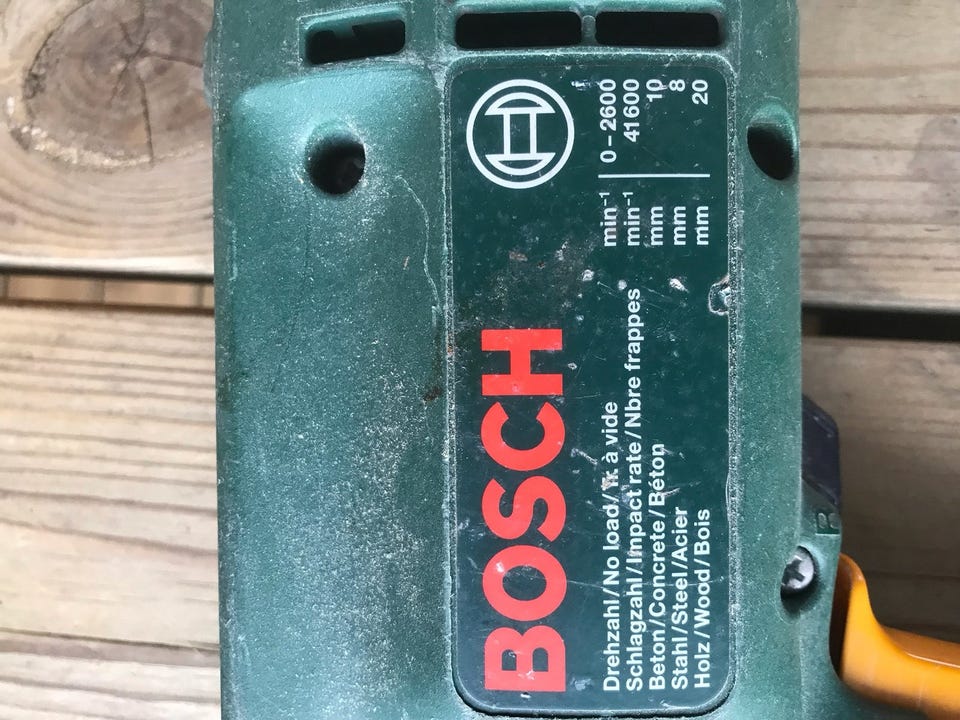 BOSCH
Drehzahl/No load/Tr. à vide min⁻¹ 0 – 2600
Schlagzahl/Impact rate/Nbre frappes min⁻¹ 41600
Beton/Concrete/Béton mm 10
Stahl/Steel/Acier mm 8
Holz/Wood/Bois mm 20
R